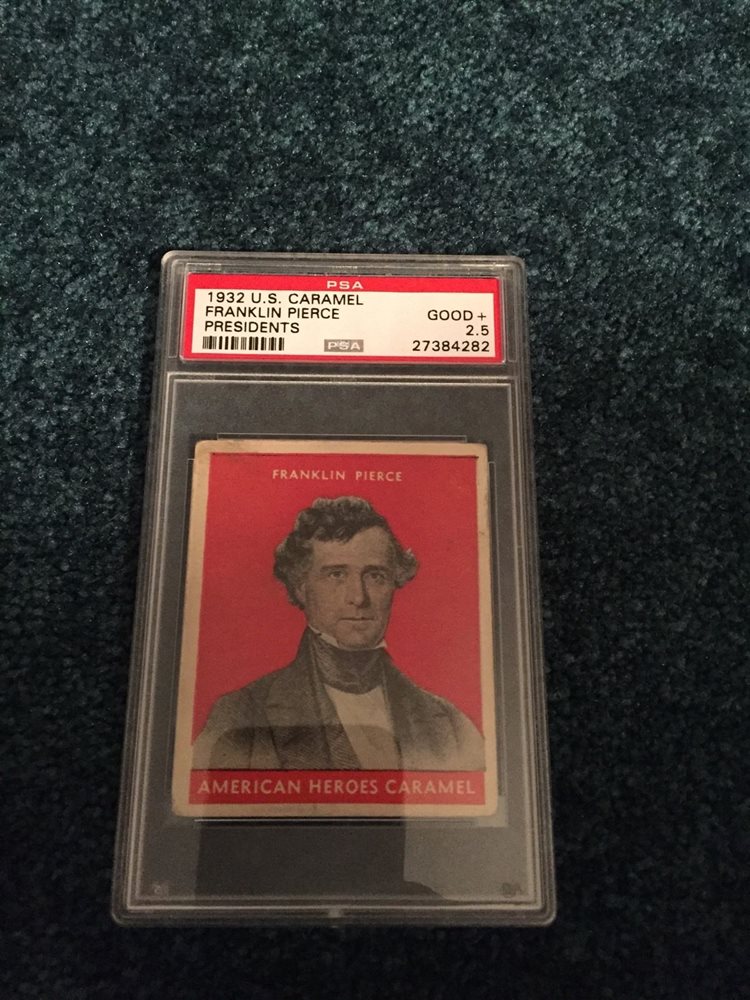 PSA
1932 U.S. CARAMEL
FRANKLIN PIERCE GOOD +
PRESIDENTS 2.5
PSA 27384282
FRANKLIN PIERCE
AMERICAN HEROES CARAMEL